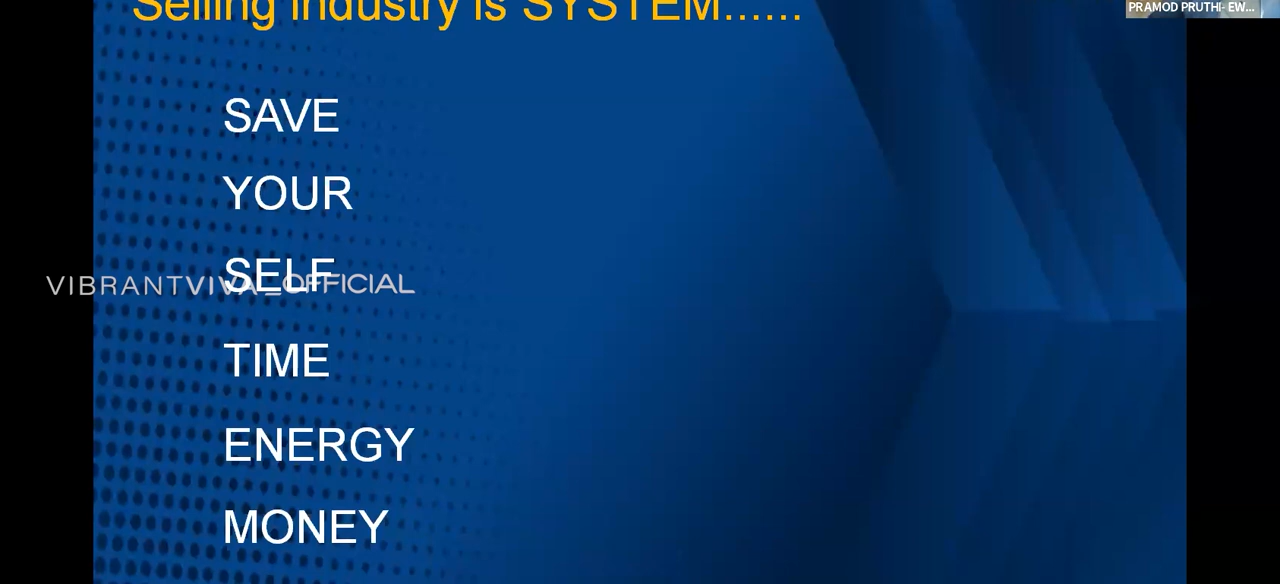 Selling Industry is SYSTEM......
PRAMOD PRUTHI- EW...
SAVE
YOUR
SELF
VIBRANTVIVA_OFFICIAL
TIME
ENERGY
MONEY